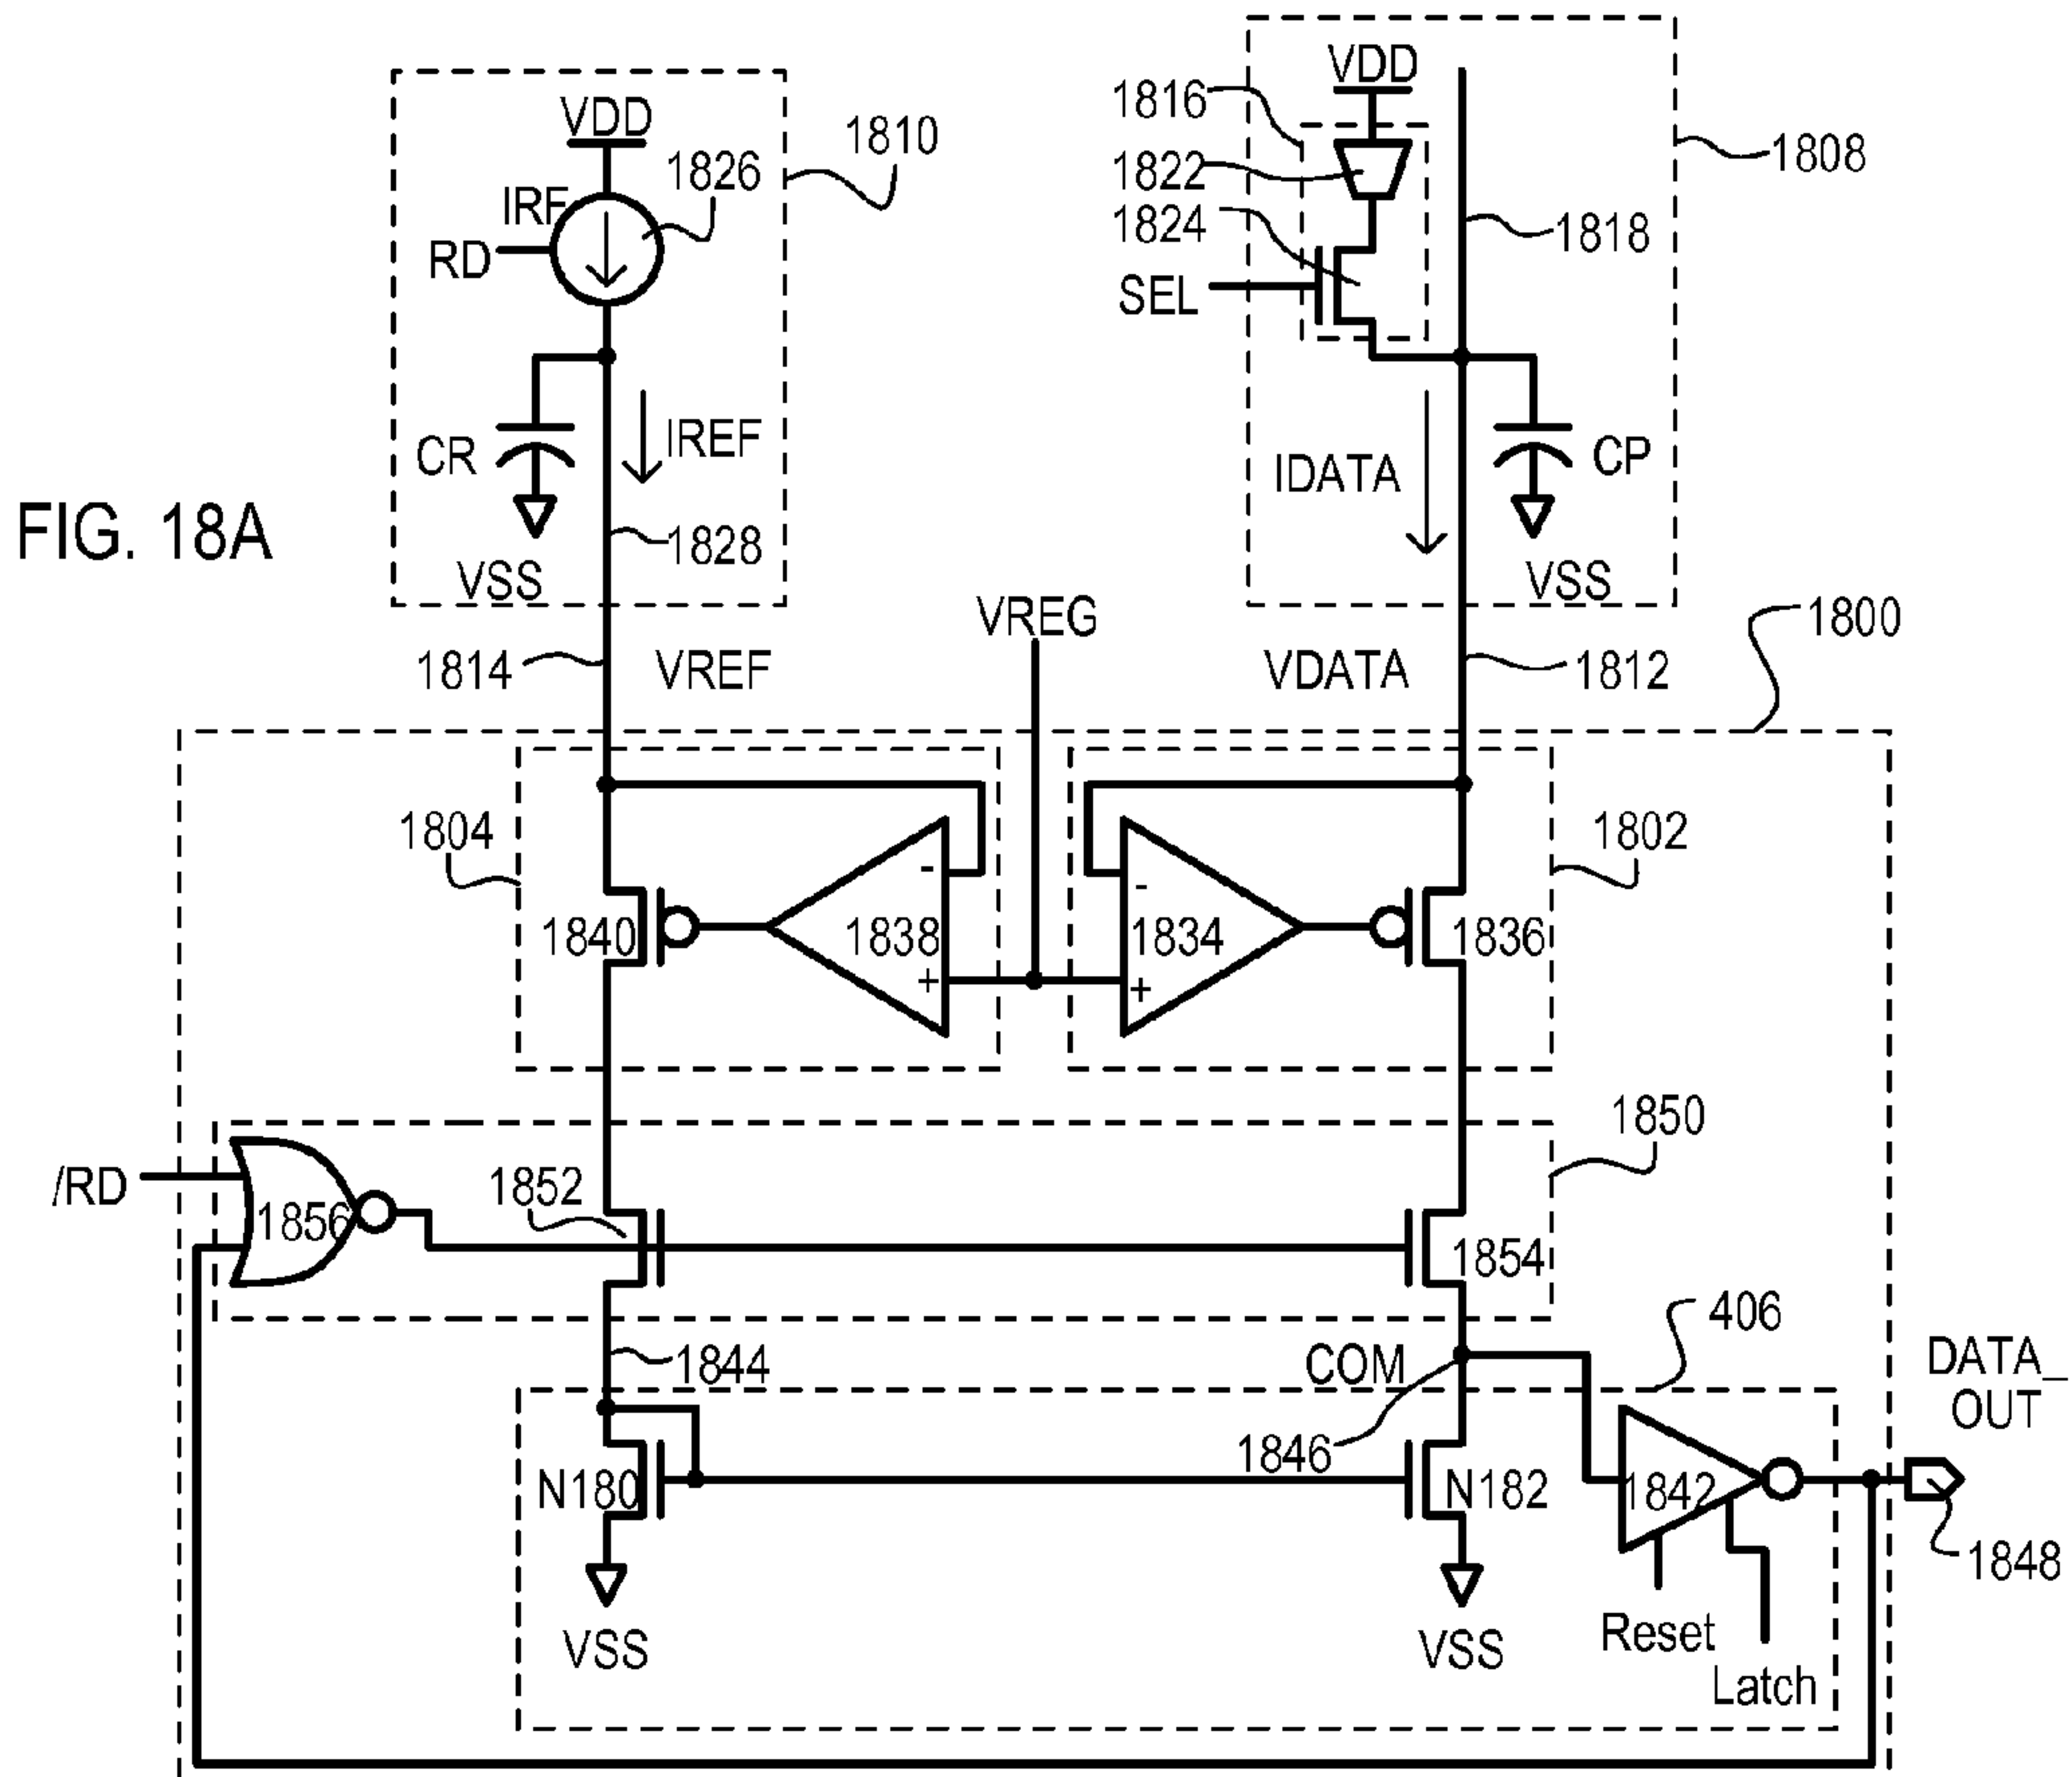 VDD
1816
VDD
1810
1808
1826
1822
IRF
1824
1818
RD
SEL
IREF
CR
CP
IDATA
FIG. 18A
1828
VSS
VSS
VREG
1800
1814
VREF
VDATA
1812
1804
1802
-
-
1840
1838
1834
1836
+
+
1850
/RD
1852
1856
1854
406
1844
COM
DATA_
OUT
1846
N180
N182
1842
1848
VSS
VSS
Reset
Latch